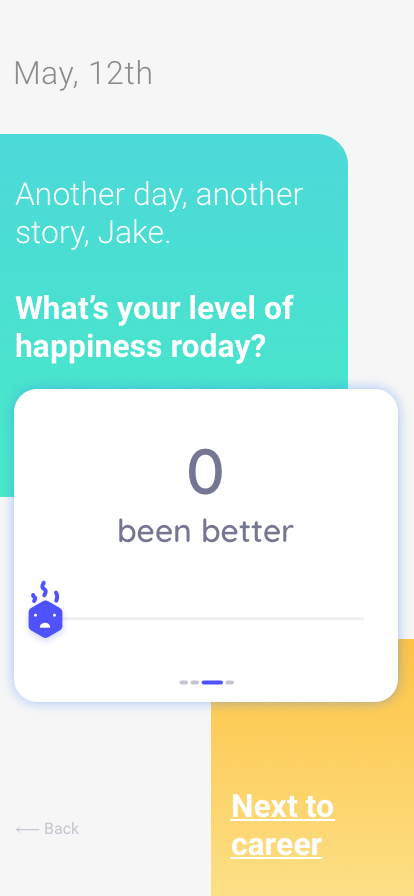 May, 12th
Another day, another
story, Jake.
What's your level of
happiness roday?
0
been better
Next to
career
Back